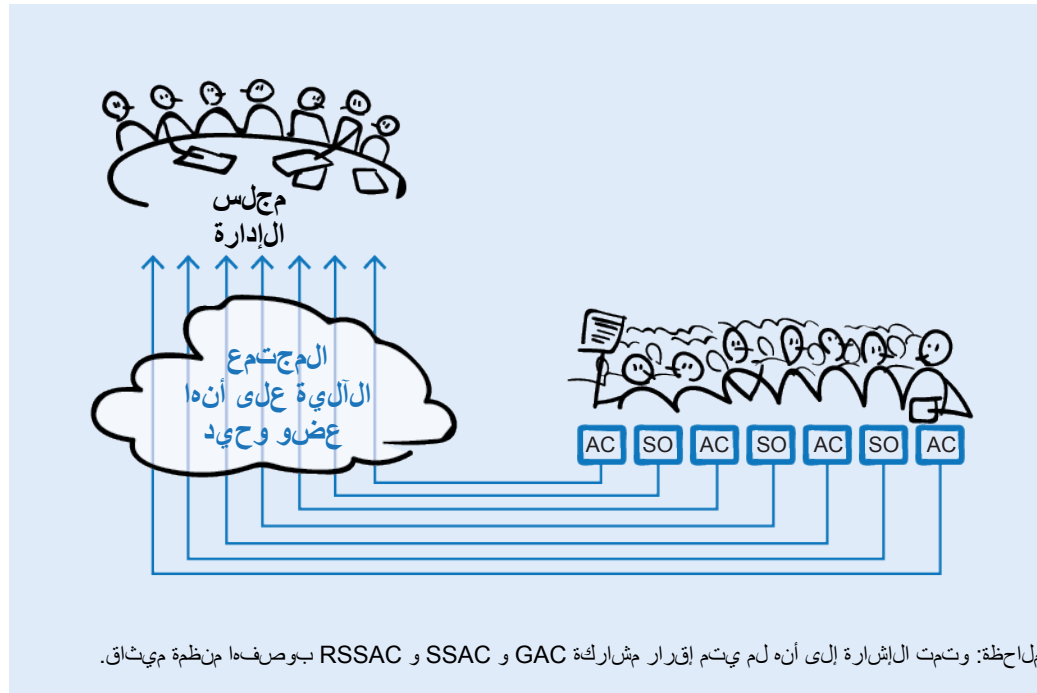 مجلس
الإدارة
المجتمع
الآلية على أنها
عضو وحيد
AC SO AC SO AC SO AC
ملاحظة: وتمت الإشارة إلى أنه لم يتم إقرار مشاركة GAC و SSAC و RSSAC بوصفها منظمة ميثاق.